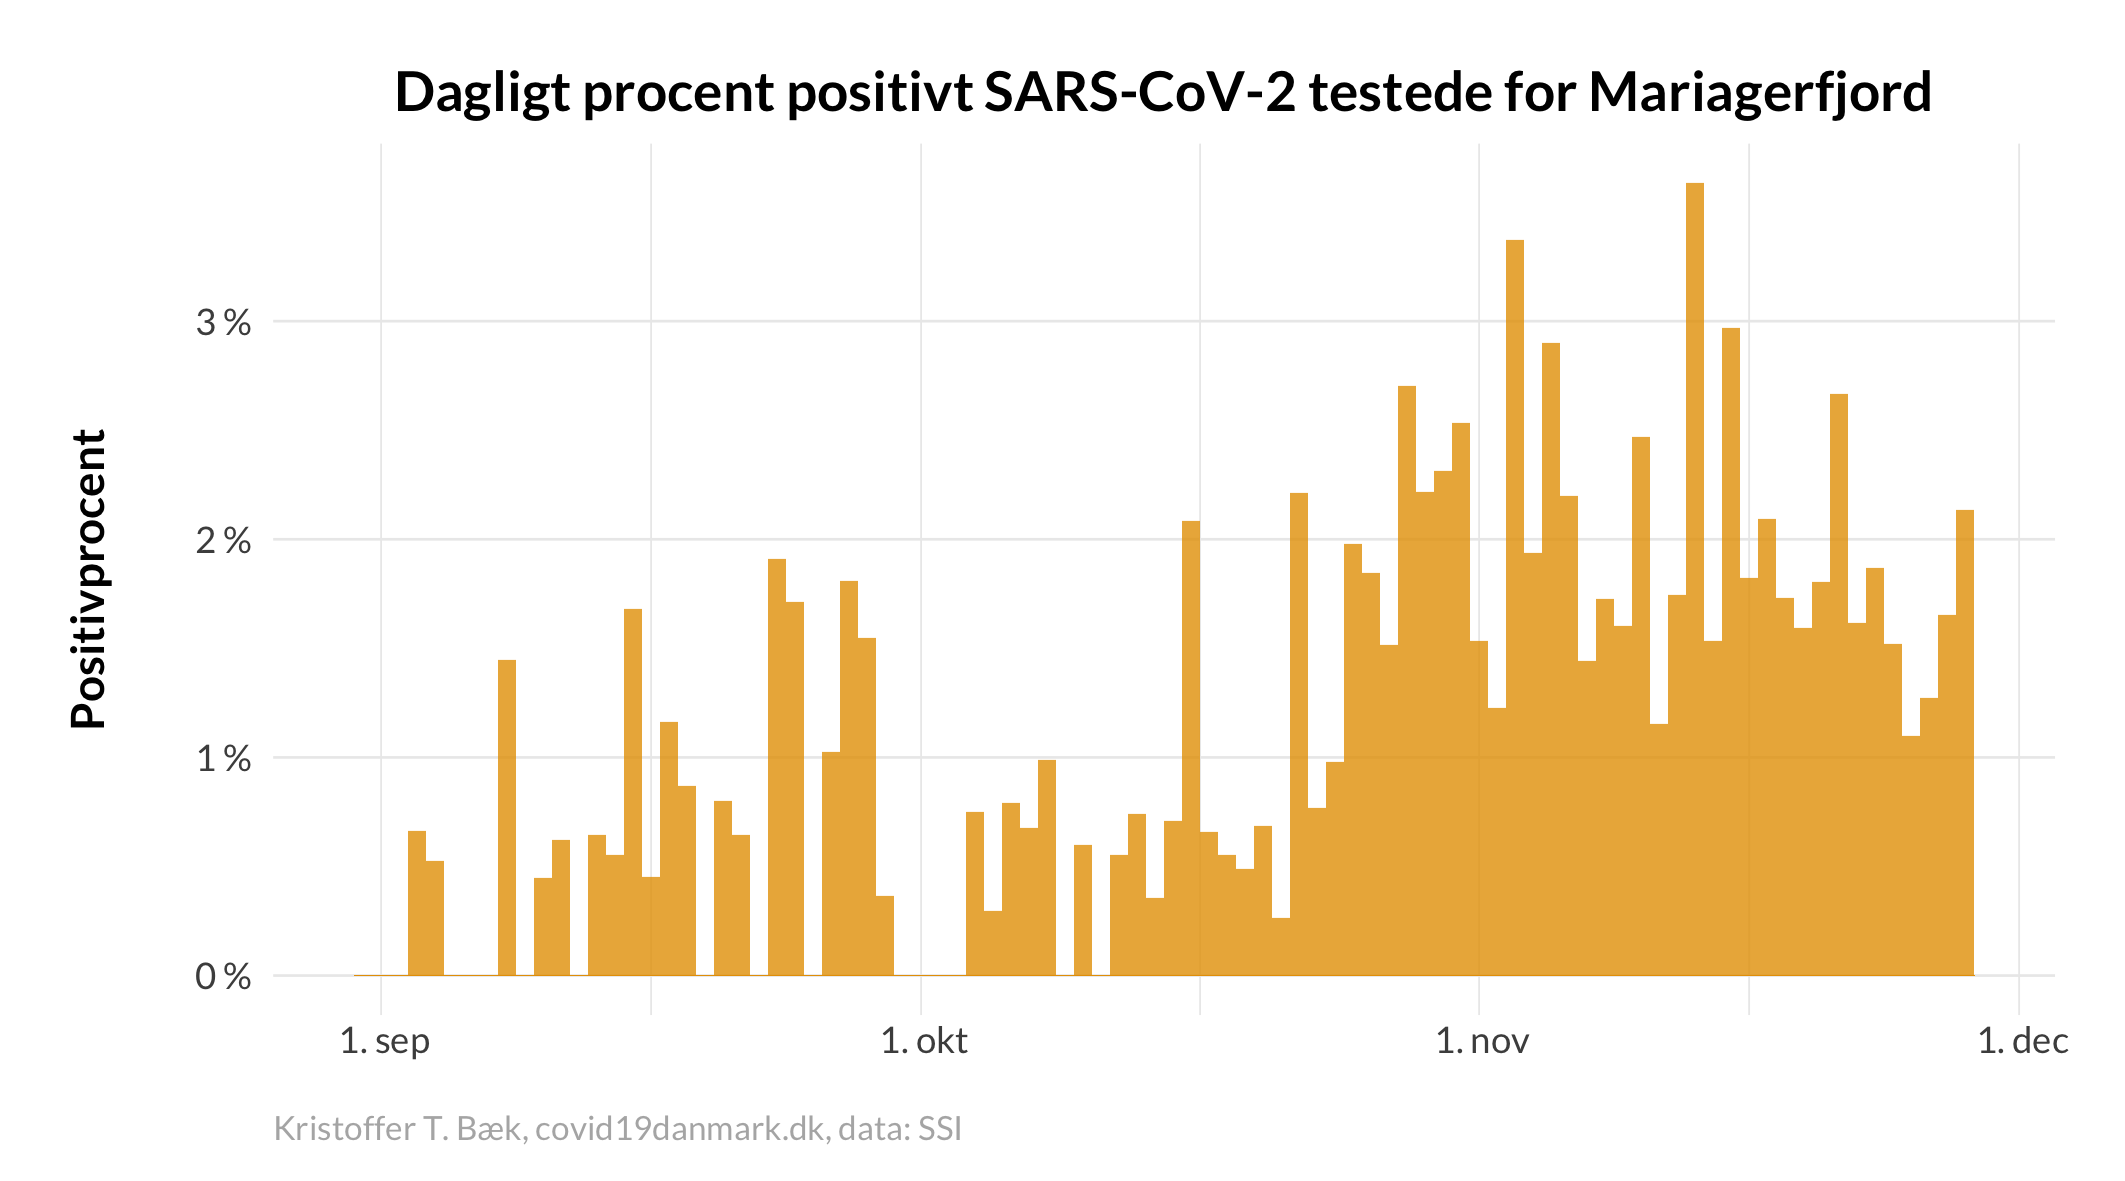 Dagligt procent positivt SARS-CoV-2 testede for Mariagerfjord
Positivprocent
3 %
2 %
1 %
0 %
1. sep
1. okt
1. nov
1. dec
Kristoffer T. Bæk, covid19danmark.dk, data: SSI